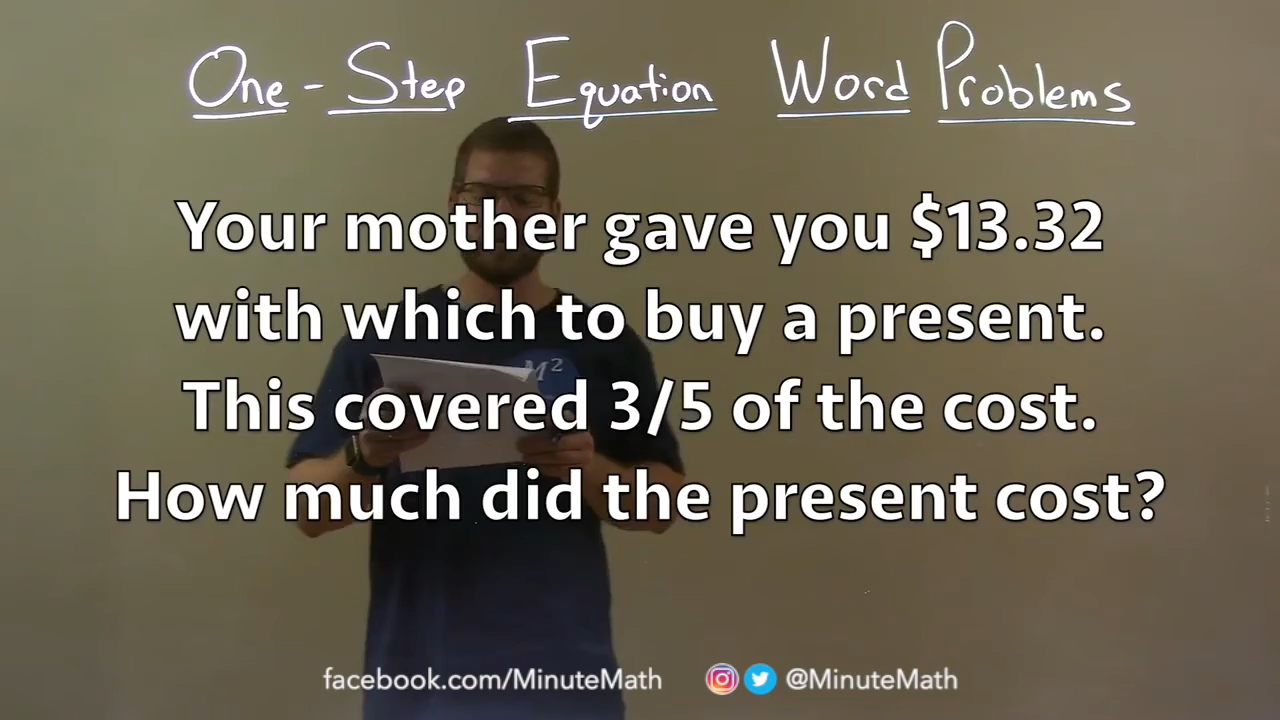 One-Step Equation Word Problems
Your mother gave you $13.32
with which to buy a present.
M²
This covered 3/5 of the cost.
How much did the present cost?
facebook.com/MinuteMath @MinuteMath